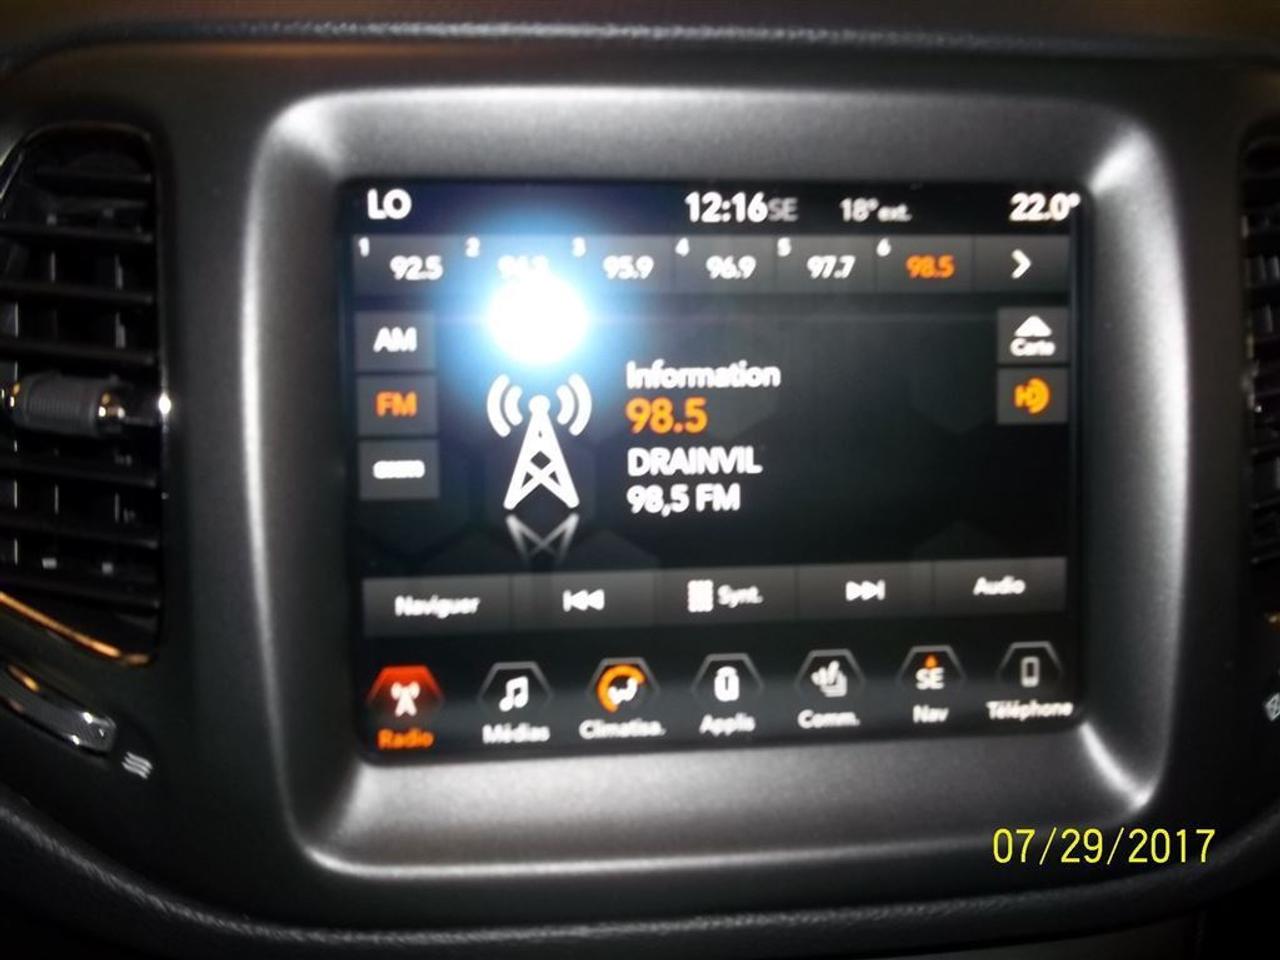 LO 12:16 SE 18° ext. 22.0°
1 92.5 2 3 95.9 4 96.9 5 97.7 6 98.5
AM
Carte
Information
FM
98.5
HD
DRAINVIL
98,5 FM
Naviguer Synt. Audio
SE
Radio Médias Climatisa. Applis Comm. Nav Téléphone
07/29/2017